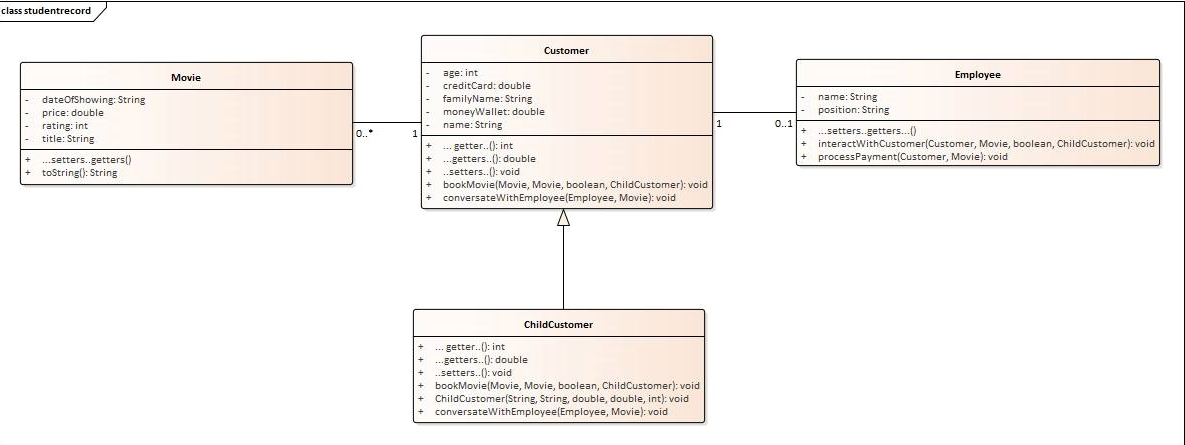 class studentrecord
Movie
- dateOfShowing: String
- price: double
- rating: int
- title: String
+ ...setters..getters()
+ toString(): String
0..*
1
Customer
- age: int
- creditCard: double
- familyName: String
- moneyWallet: double
- name: String
+ ... getter..(): int
+ ...getters..(): double
+ ..setters..(): void
+ bookMovie(Movie, Movie, boolean, ChildCustomer): void
+ conversateWithEmployee(Employee, Movie): void
1
0..1
Employee
- name: String
- position: String
+ ...setters..getters...()
+ interactWithCustomer(Customer, Movie, boolean, ChildCustomer): void
+ processPayment(Customer, Movie): void
ChildCustomer
+ ... getter..(): int
+ ...getters..(): double
+ ..setters..(): void
+ bookMovie(Movie, Movie, boolean, ChildCustomer): void
+ ChildCustomer(String, String, double, double, int): void
+ conversateWithEmployee(Employee, Movie): void